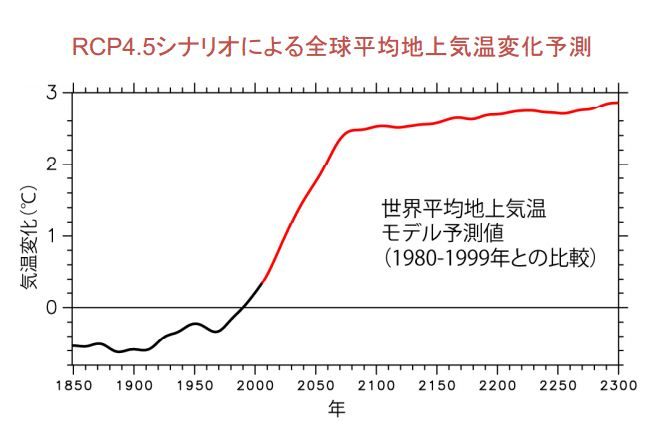 RCP4.5シナリオによる全球平均地上気温変化予測
3
2
1
0
気温変化(℃)
世界平均地上気温
モデル予測値
(1980-1999年との比較)
1850 1900 1950 2000 2050 2100 2150 2200 2250 2300
年